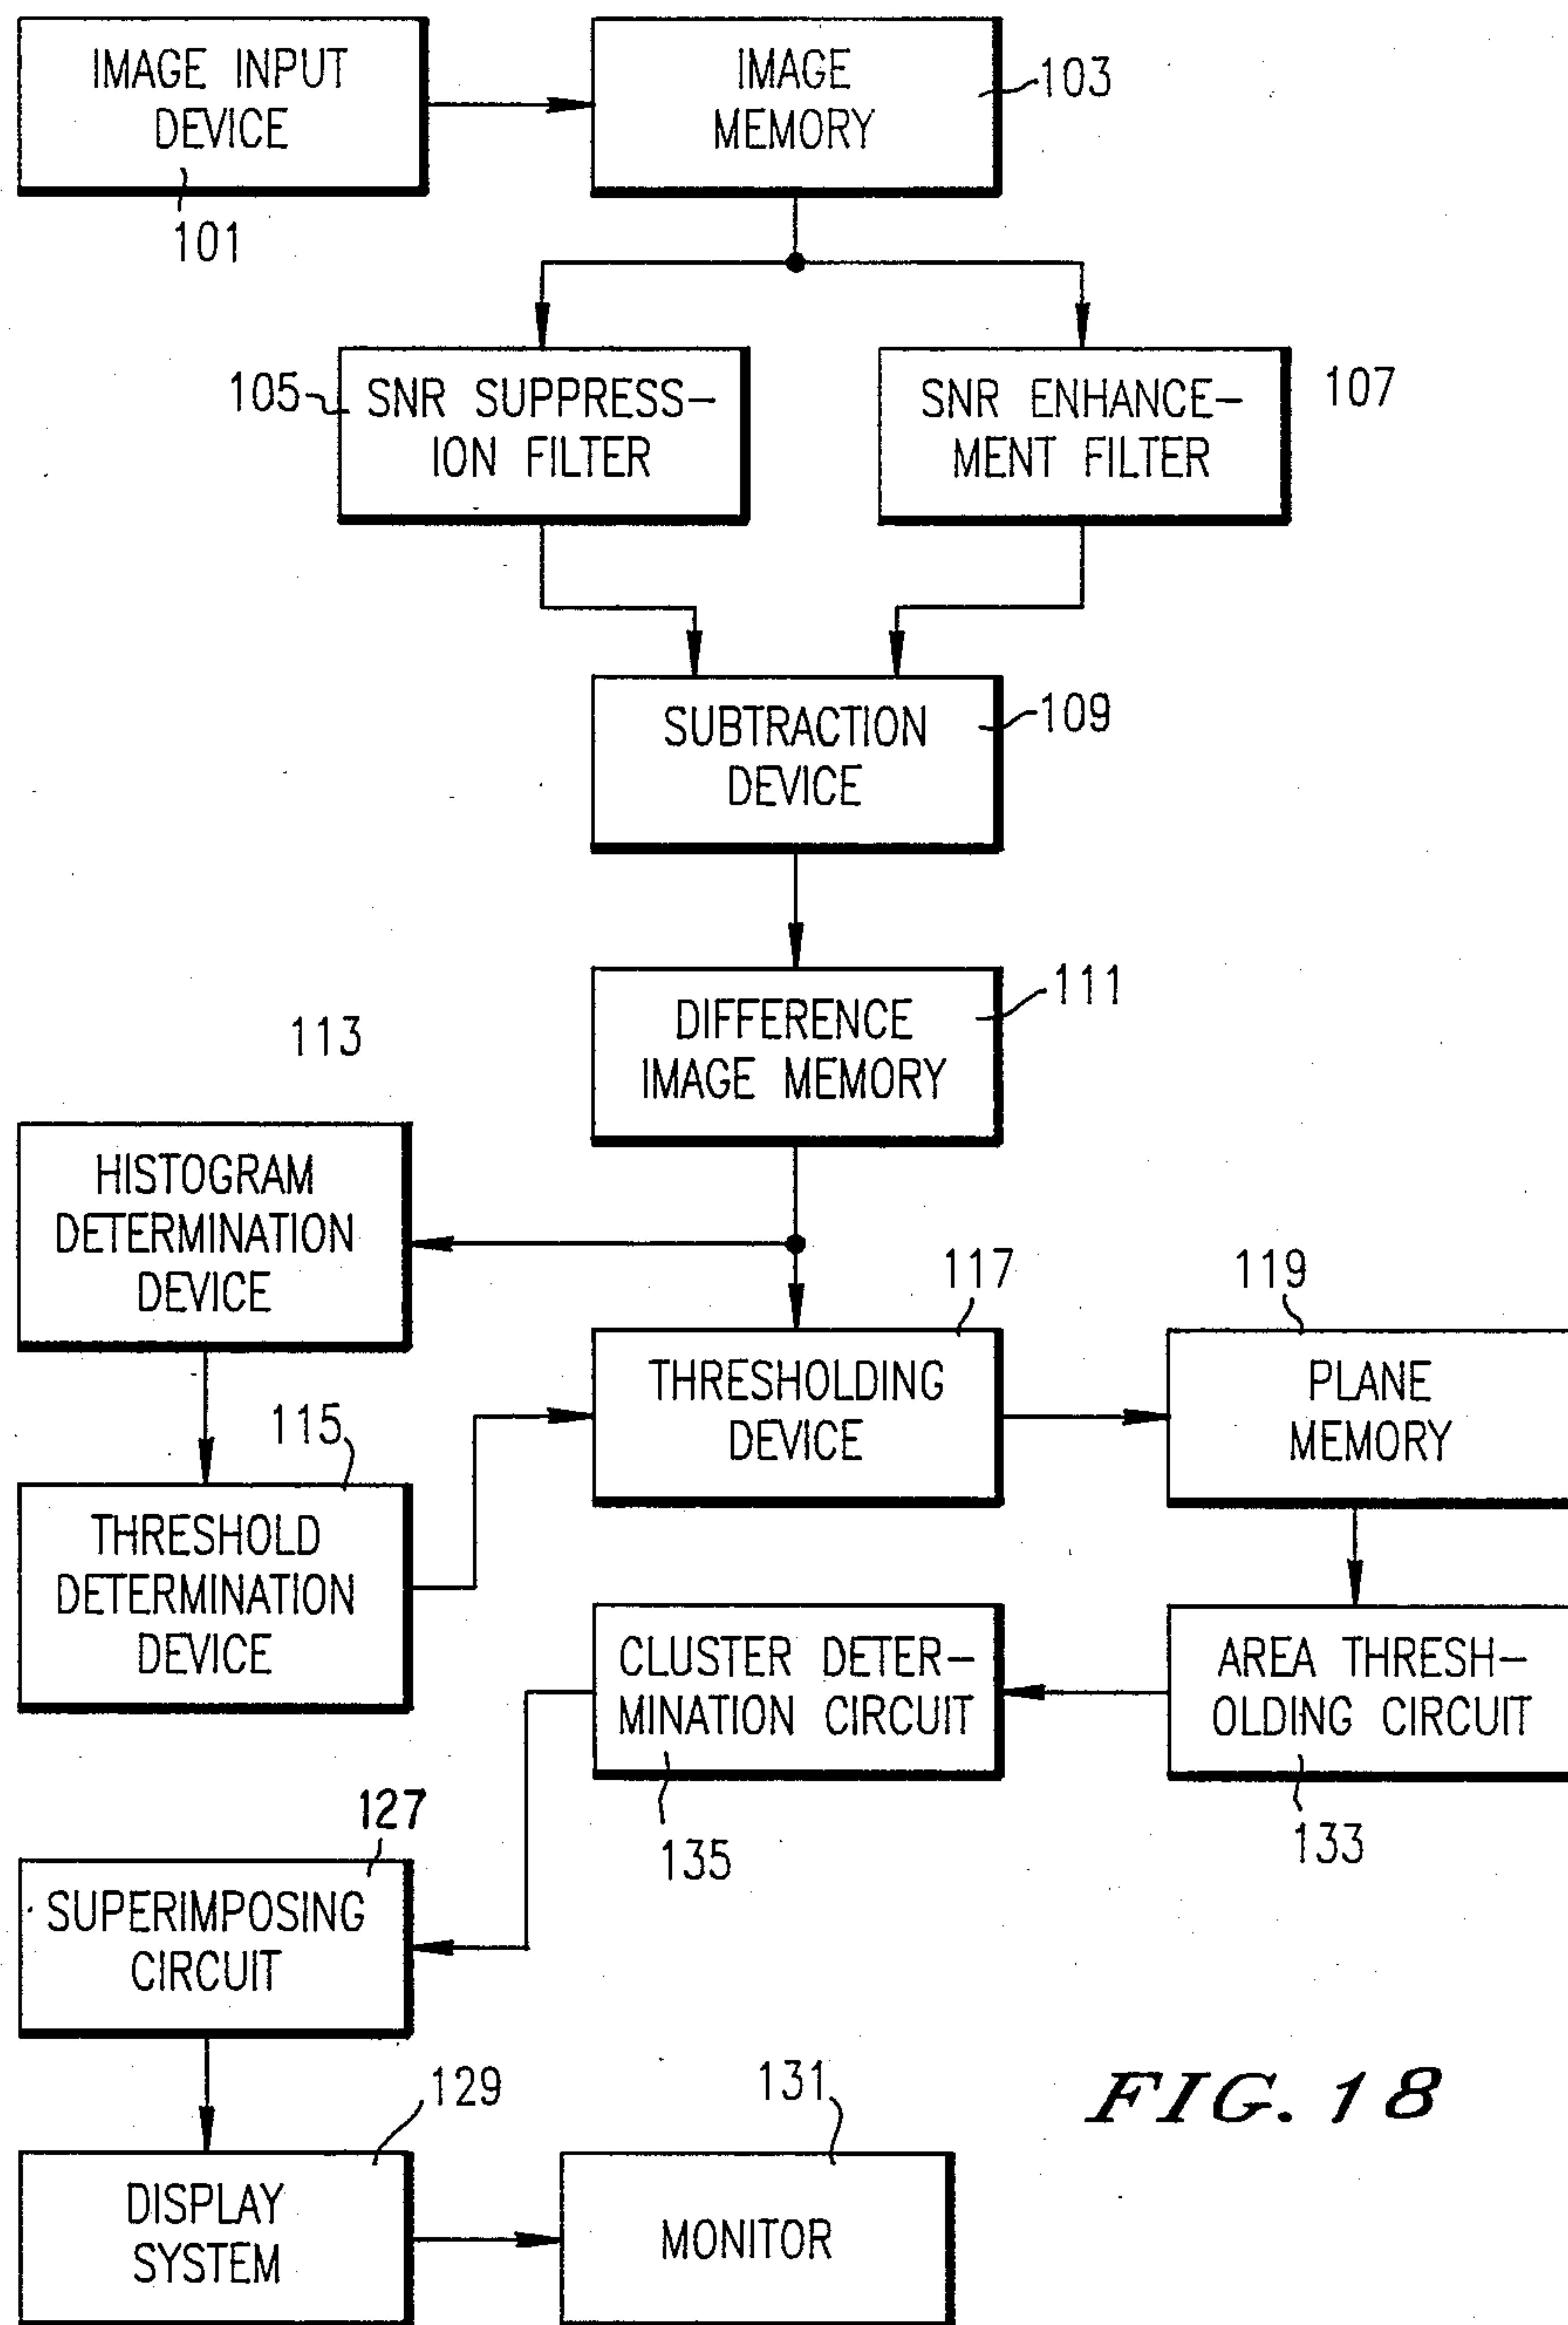 IMAGE INPUT
DEVICE
101
IMAGE
MEMORY
103
105
SNR SUPPRESS-
ION FILTER
SNR ENHANCE-
MENT FILTER
107
SUBTRACTION
DEVICE
109
DIFFERENCE
IMAGE MEMORY
111
113
HISTOGRAM
DETERMINATION
DEVICE
115
THRESHOLD
DETERMINATION
DEVICE
117
THRESHOLDING
DEVICE
119
PLANE
MEMORY
AREA THRESH-
OLDING CIRCUIT
133
CLUSTER DETER-
MINATION CIRCUIT
135
127
SUPERIMPOSING
CIRCUIT
129
DISPLAY
SYSTEM
131
MONITOR
FIG. 18